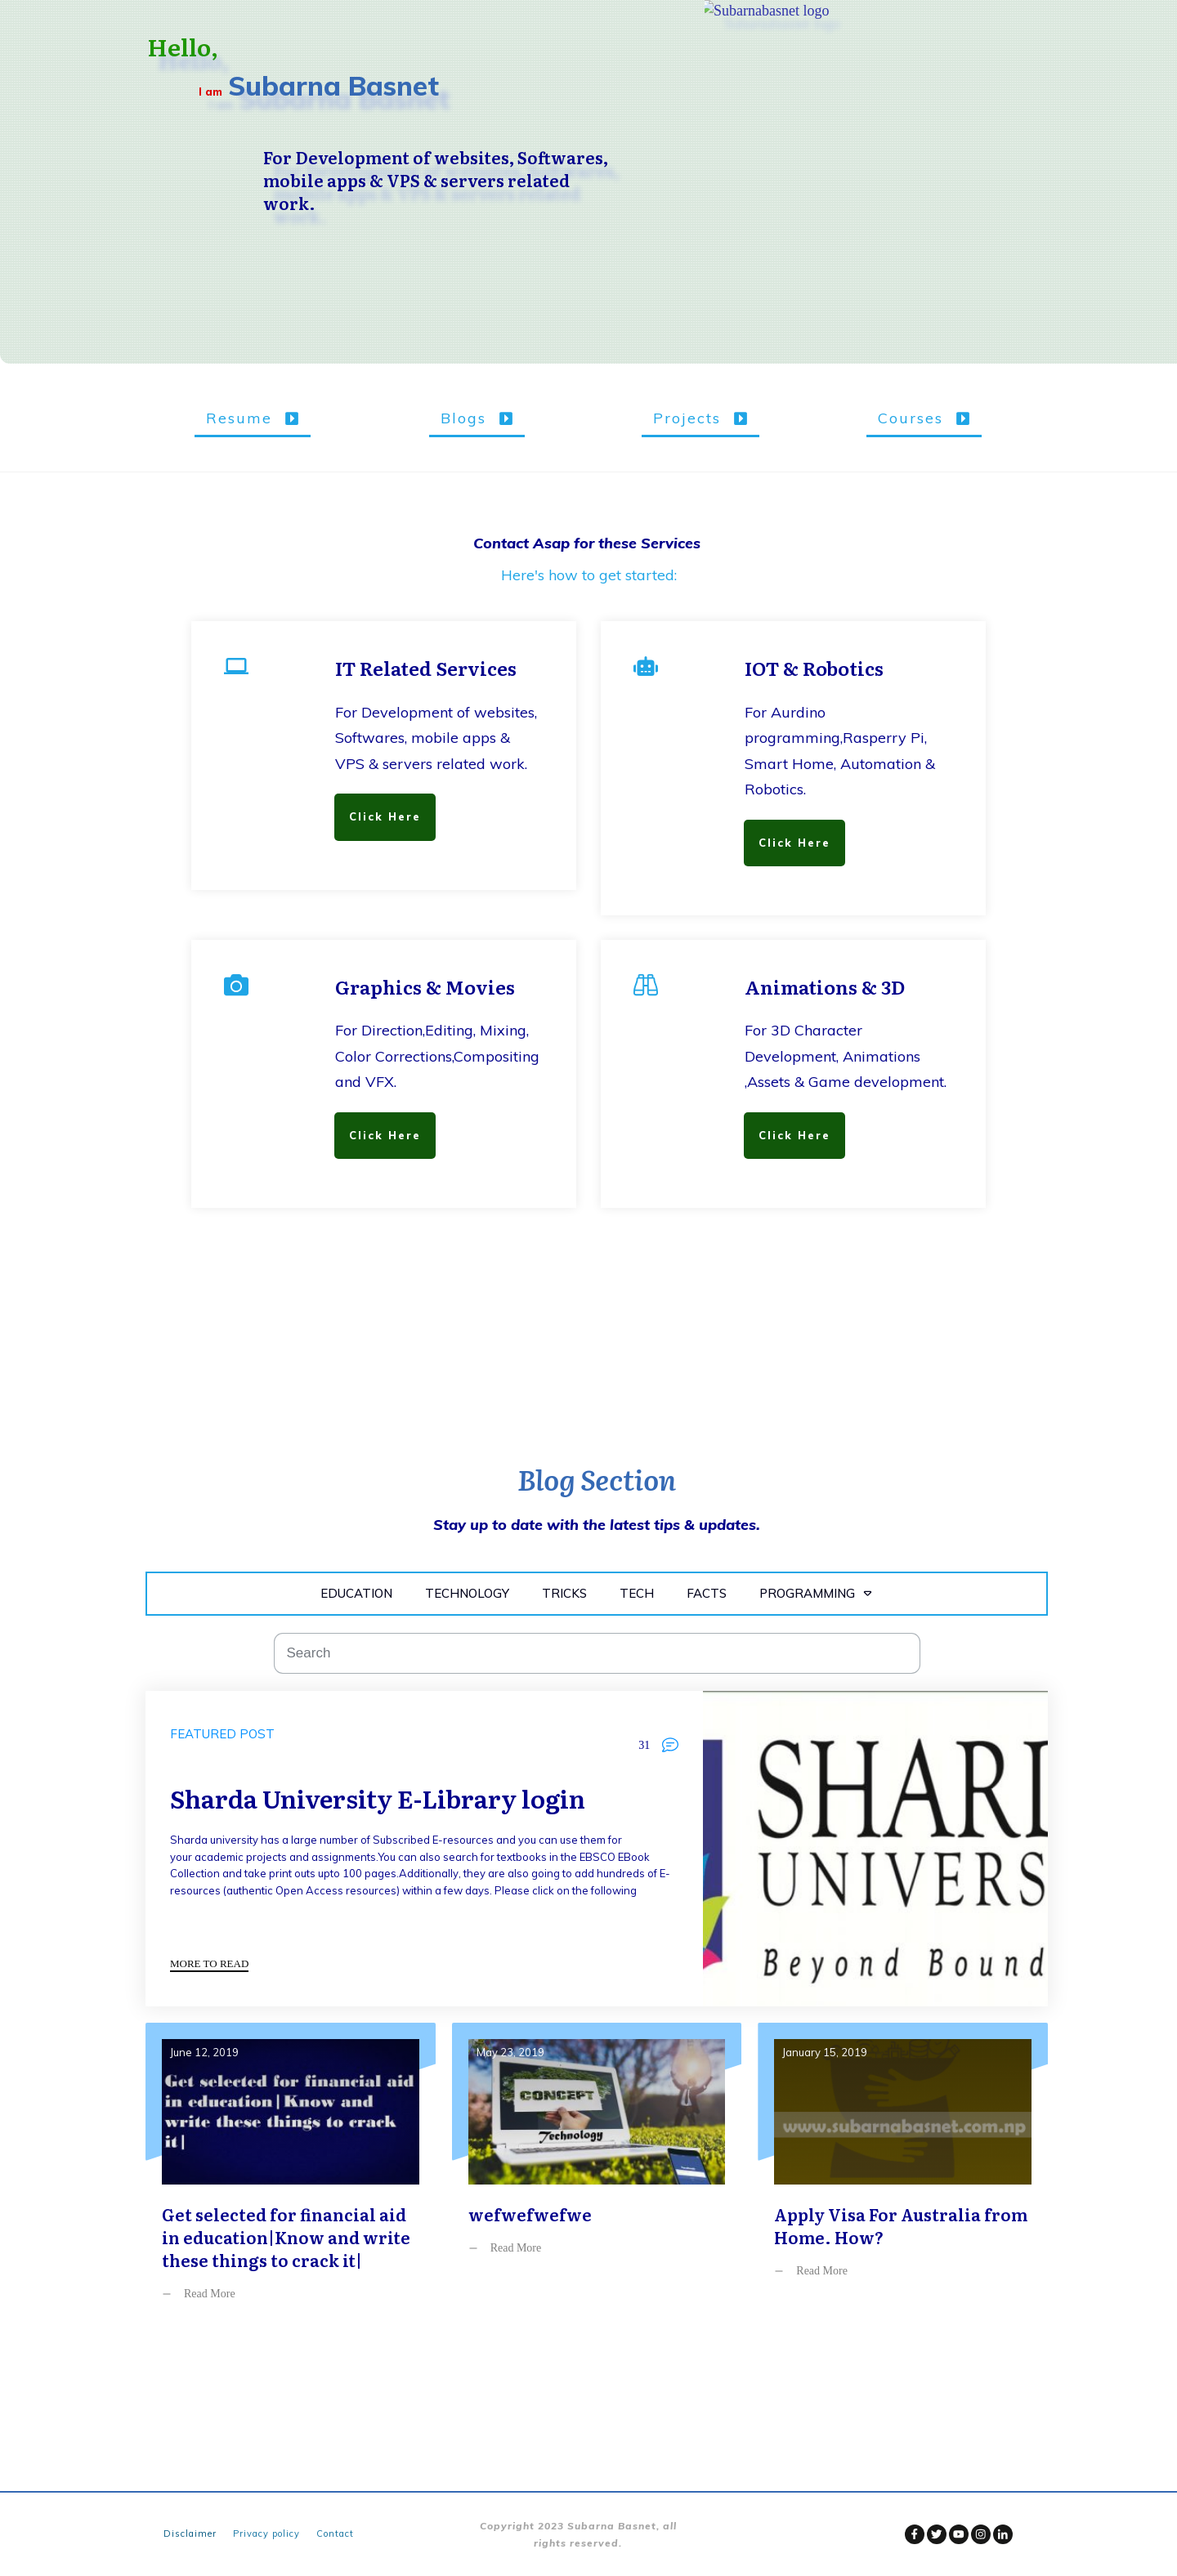 Subarnabasnet logo
Hello,
I am Subarna Basnet
For Development of websites, Softwares,
mobile apps & VPS & servers related
work.
Resume
Blogs
Projects
Courses
Contact Asap for these Services
Here's how to get started:
IT Related Services
For Development of websites,
Softwares, mobile apps &
VPS & servers related work.
Click Here
IOT & Robotics
For Aurdino
programming,Rasperry Pi,
Smart Home, Automation &
Robotics.
Click Here
Graphics & Movies
For Direction,Editing, Mixing,
Color Corrections,Compositing
and VFX.
Click Here
Animations & 3D
For 3D Character
Development, Animations
,Assets & Game development.
Click Here
Blog Section
Stay up to date with the latest tips & updates.
EDUCATION TECHNOLOGY TRICKS TECH FACTS PROGRAMMING
Search
FEATURED POST
31
Sharda University E-Library login
Sharda university has a large number of Subscribed E-resources and you can use them for
your academic projects and assignments.You can also search for textbooks in the EBSCO EBook
Collection and take print outs upto 100 pages.Additionally, they are also going to add hundreds of E-
resources (authentic Open Access resources) within a few days. Please click on the following
MORE TO READ
SHARD
UNIVERS
Beyond Bound
June 12, 2019
Get selected for financial aid
in education|Know and
write these things to crack
it|
Get selected for financial aid
in education|Know and write
these things to crack it|
— Read More
May 23, 2019
CONCEPT
Technology
wefwefwefwe
— Read More
January 15, 2019
www.subarnabasnet.com.np
Apply Visa For Australia from
Home. How?
— Read More
Disclaimer Privacy policy Contact
Copyright 2023 Subarna Basnet, all
rights reserved.